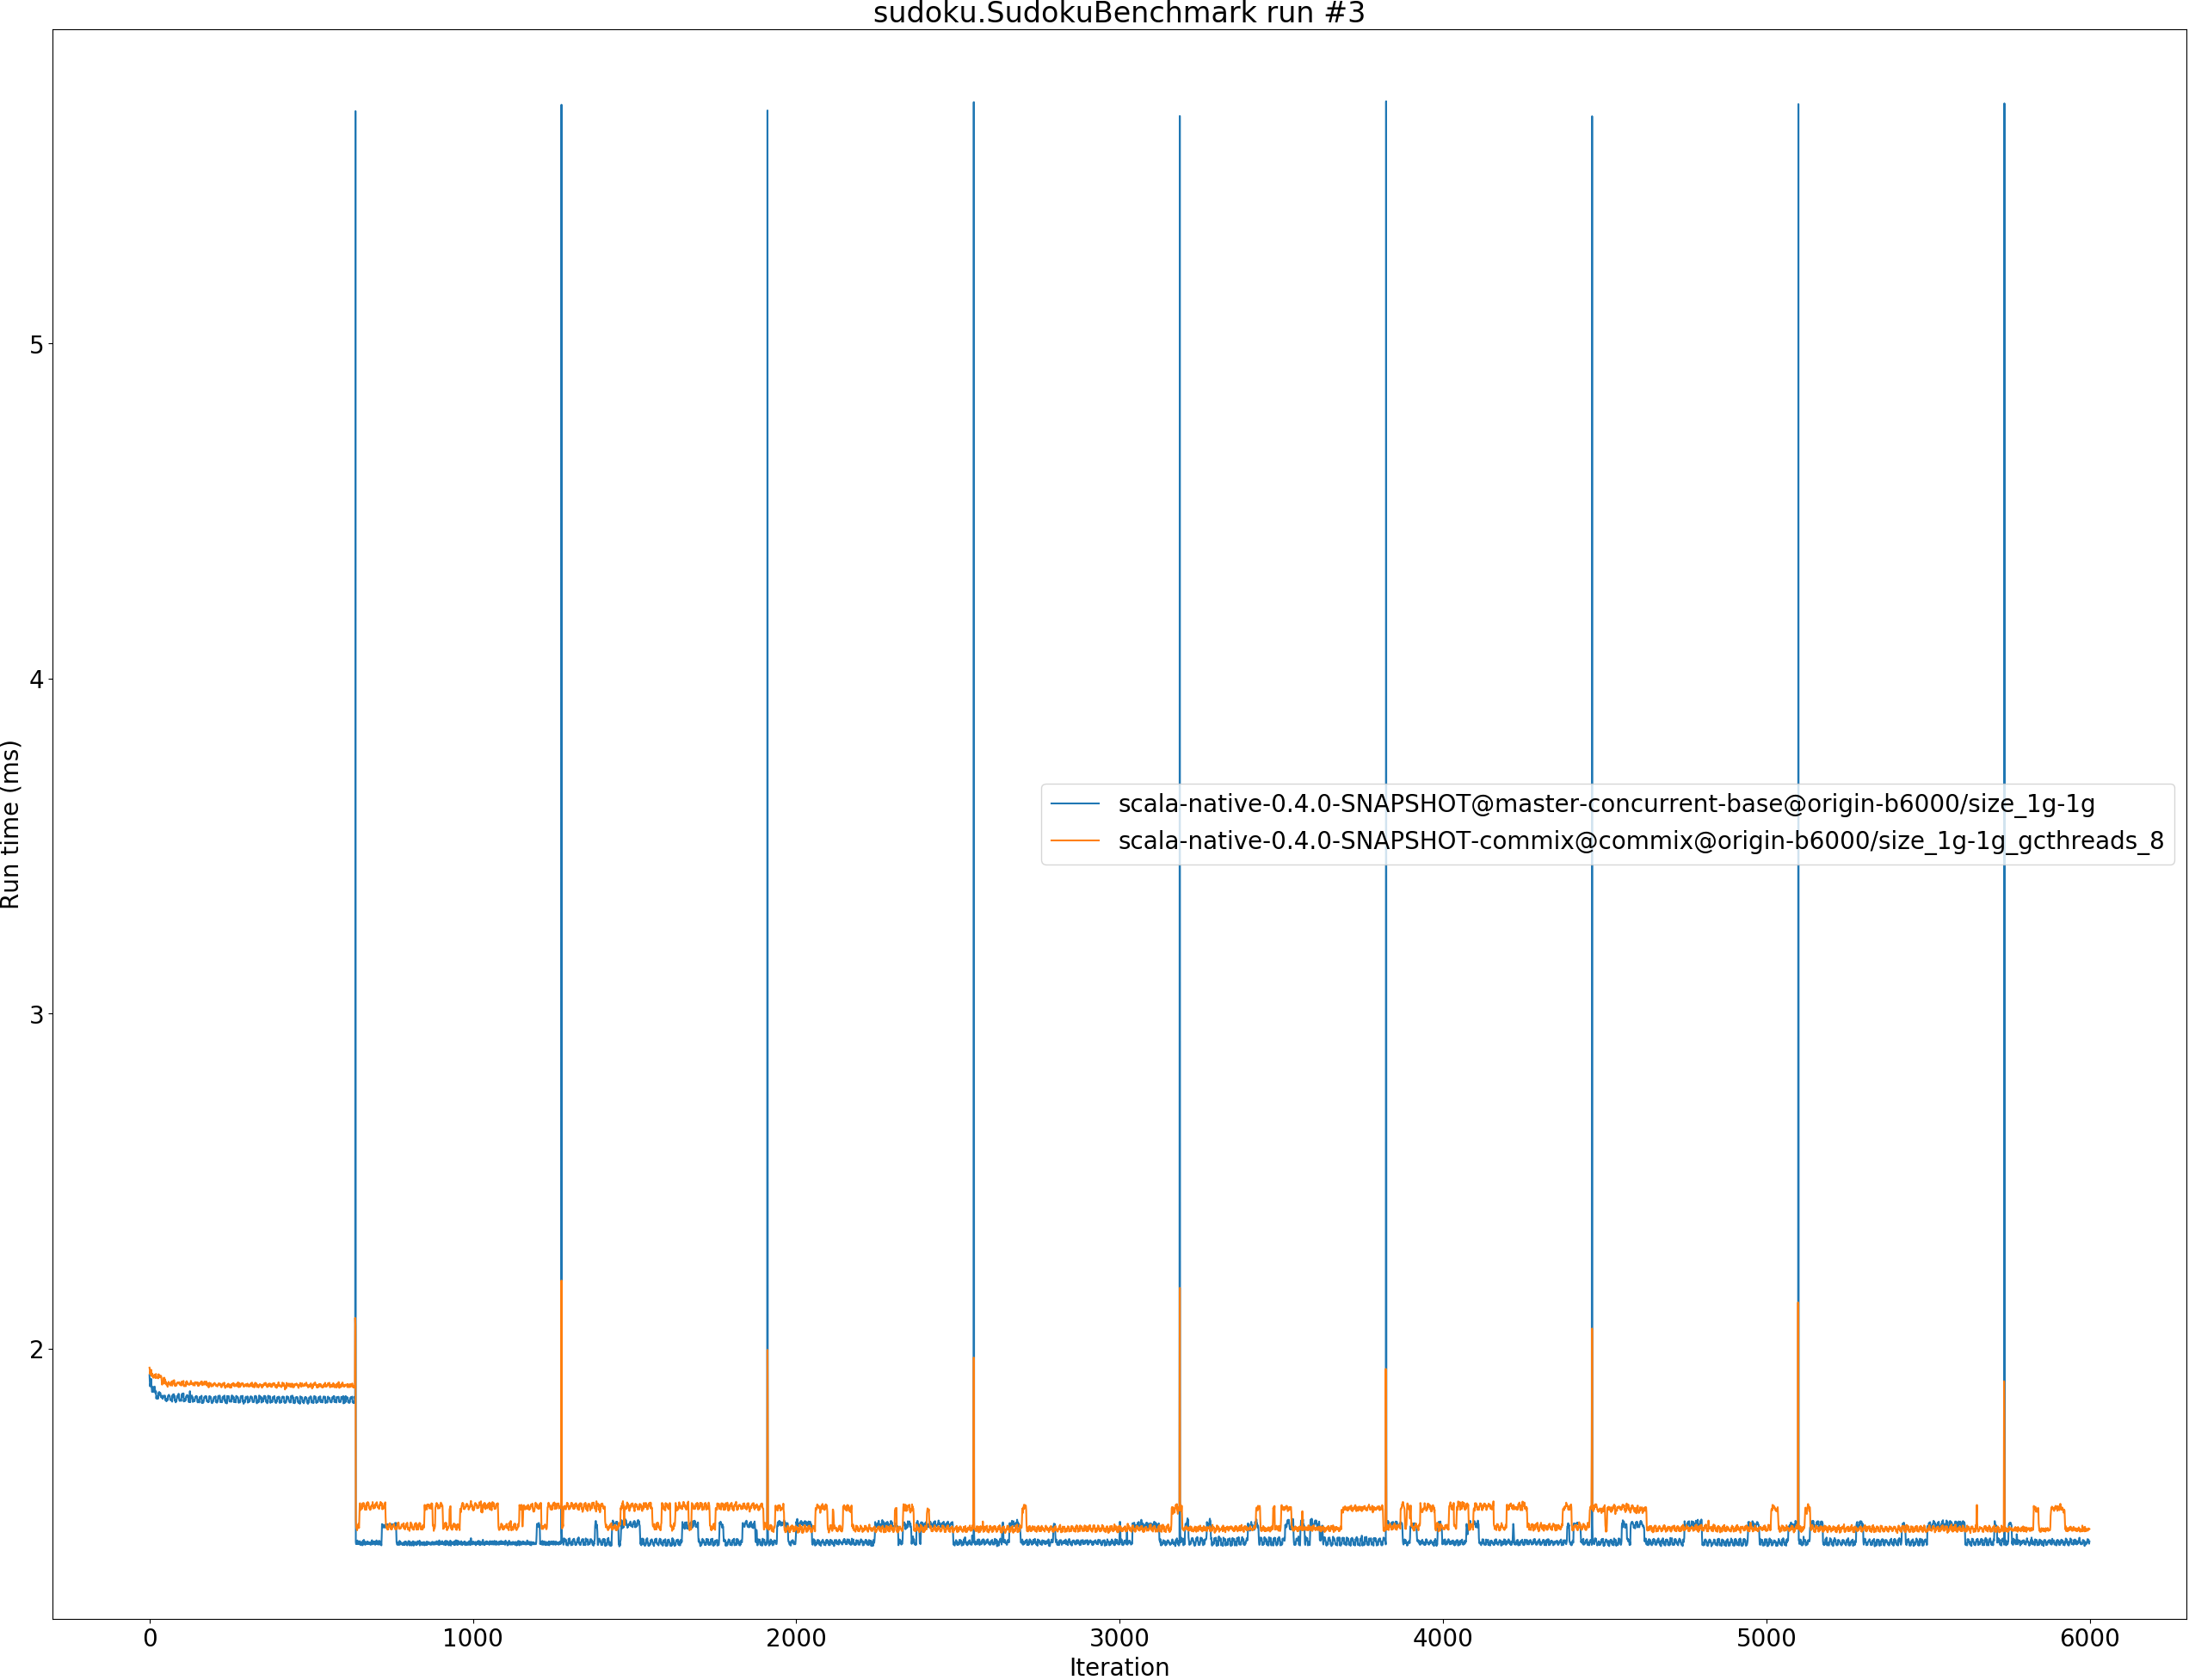 sudoku.SudokuBenchmark run #3
Run time (ms)
5
4
3
2
scala-native-0.4.0-SNAPSHOT@master-concurrent-base@origin-b6000/size_1g-1g
scala-native-0.4.0-SNAPSHOT-commix@commix@origin-b6000/size_1g-1g_gcthreads_8
0 1000 2000 3000 4000 5000 6000
Iteration